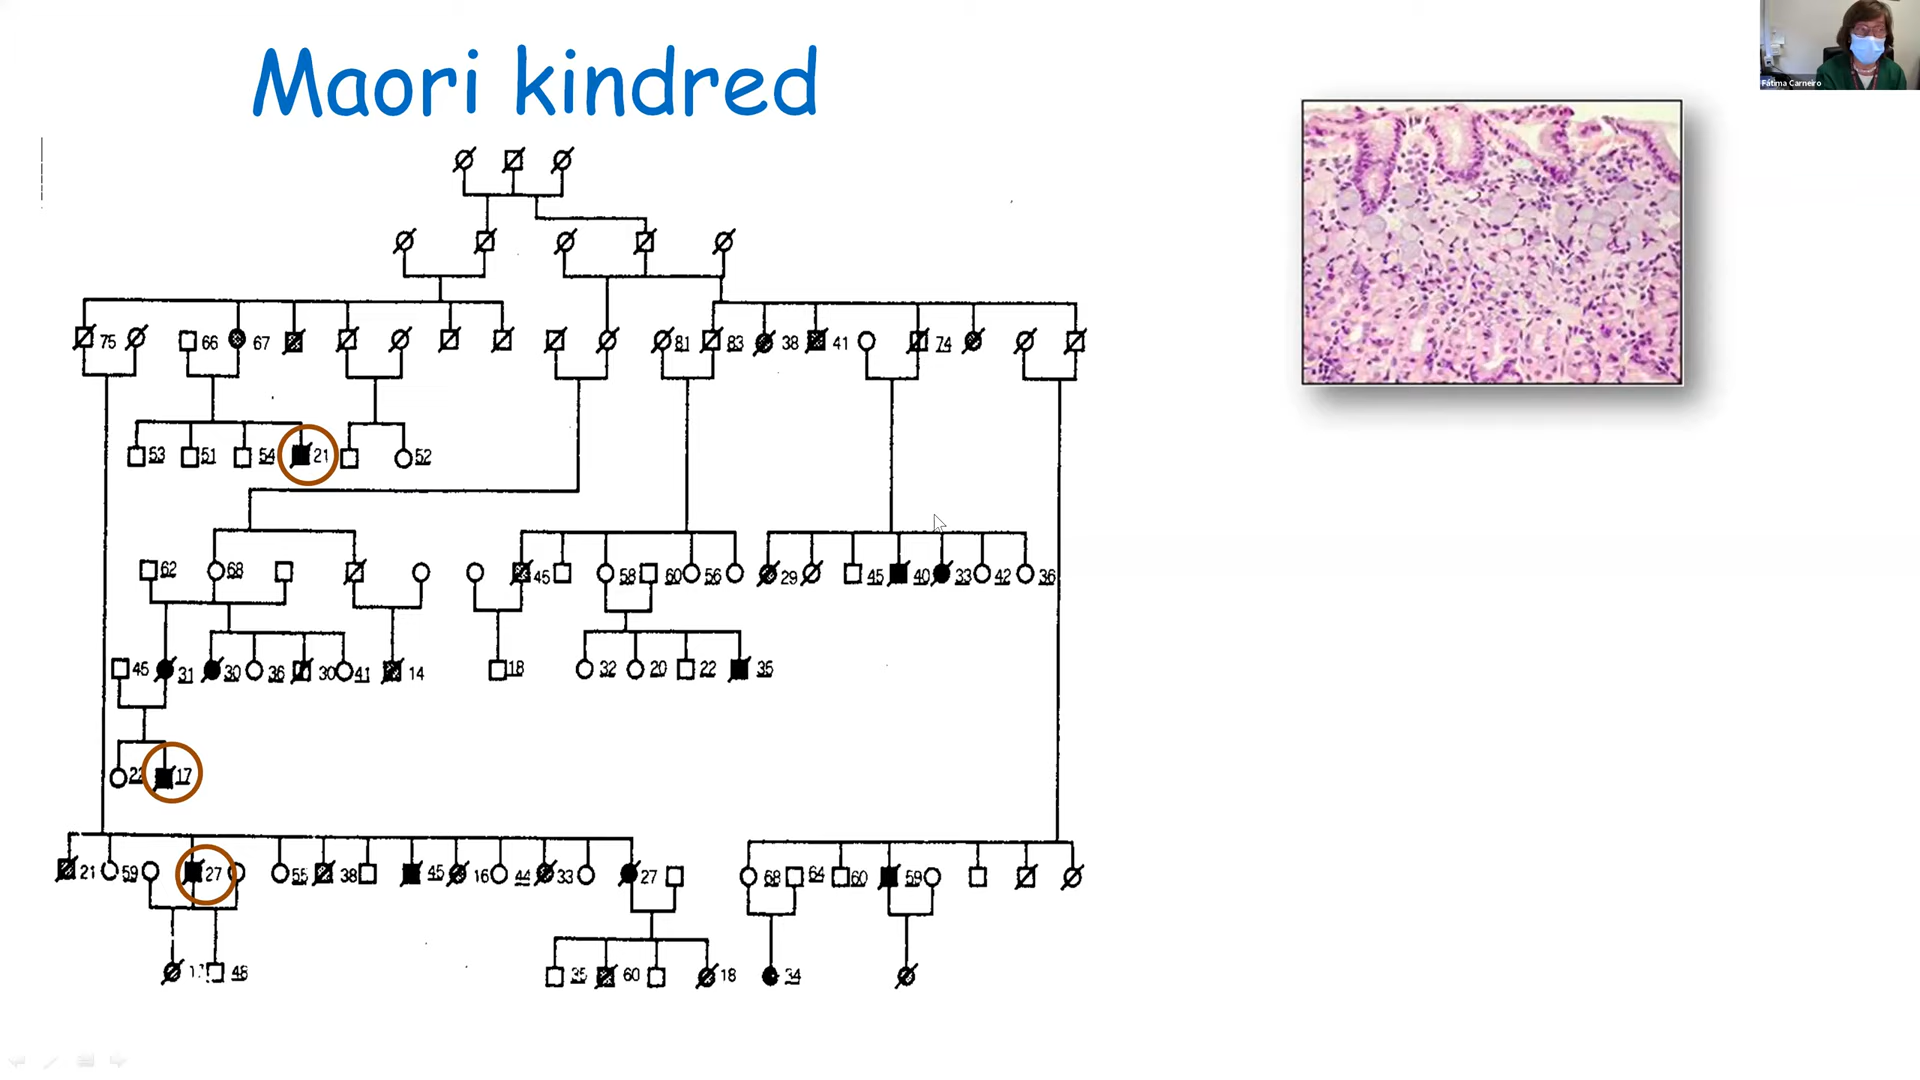 Maori kindred
Fátima Carneiro
75 66 67 81 83 38 41 74
53 51 54 21 52
62 68 45 58 60 56 29 45 40 33 42 36
45 31 30 36 30 41 14 18 32 20 22 35
17
21 59 27 55 38 45 16 44 33 27 68 64 60 59
48 60 18 34